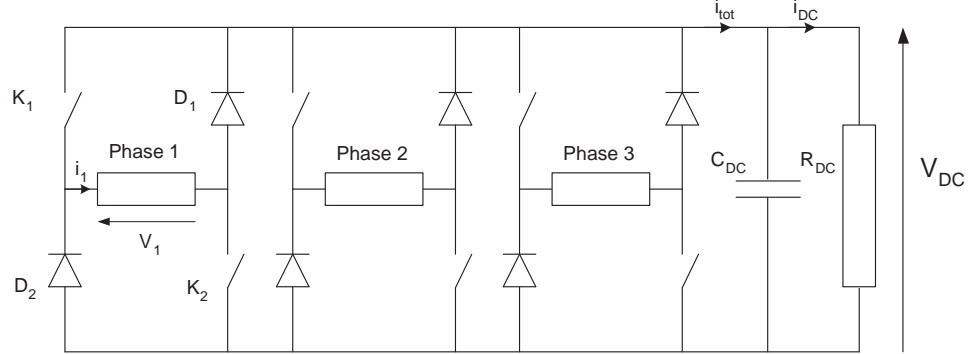 i_tot
i_DC
K_1
D_1
Phase 1
Phase 2
Phase 3
C_DC
R_DC
V_DC
i_1
V_1
D_2
K_2